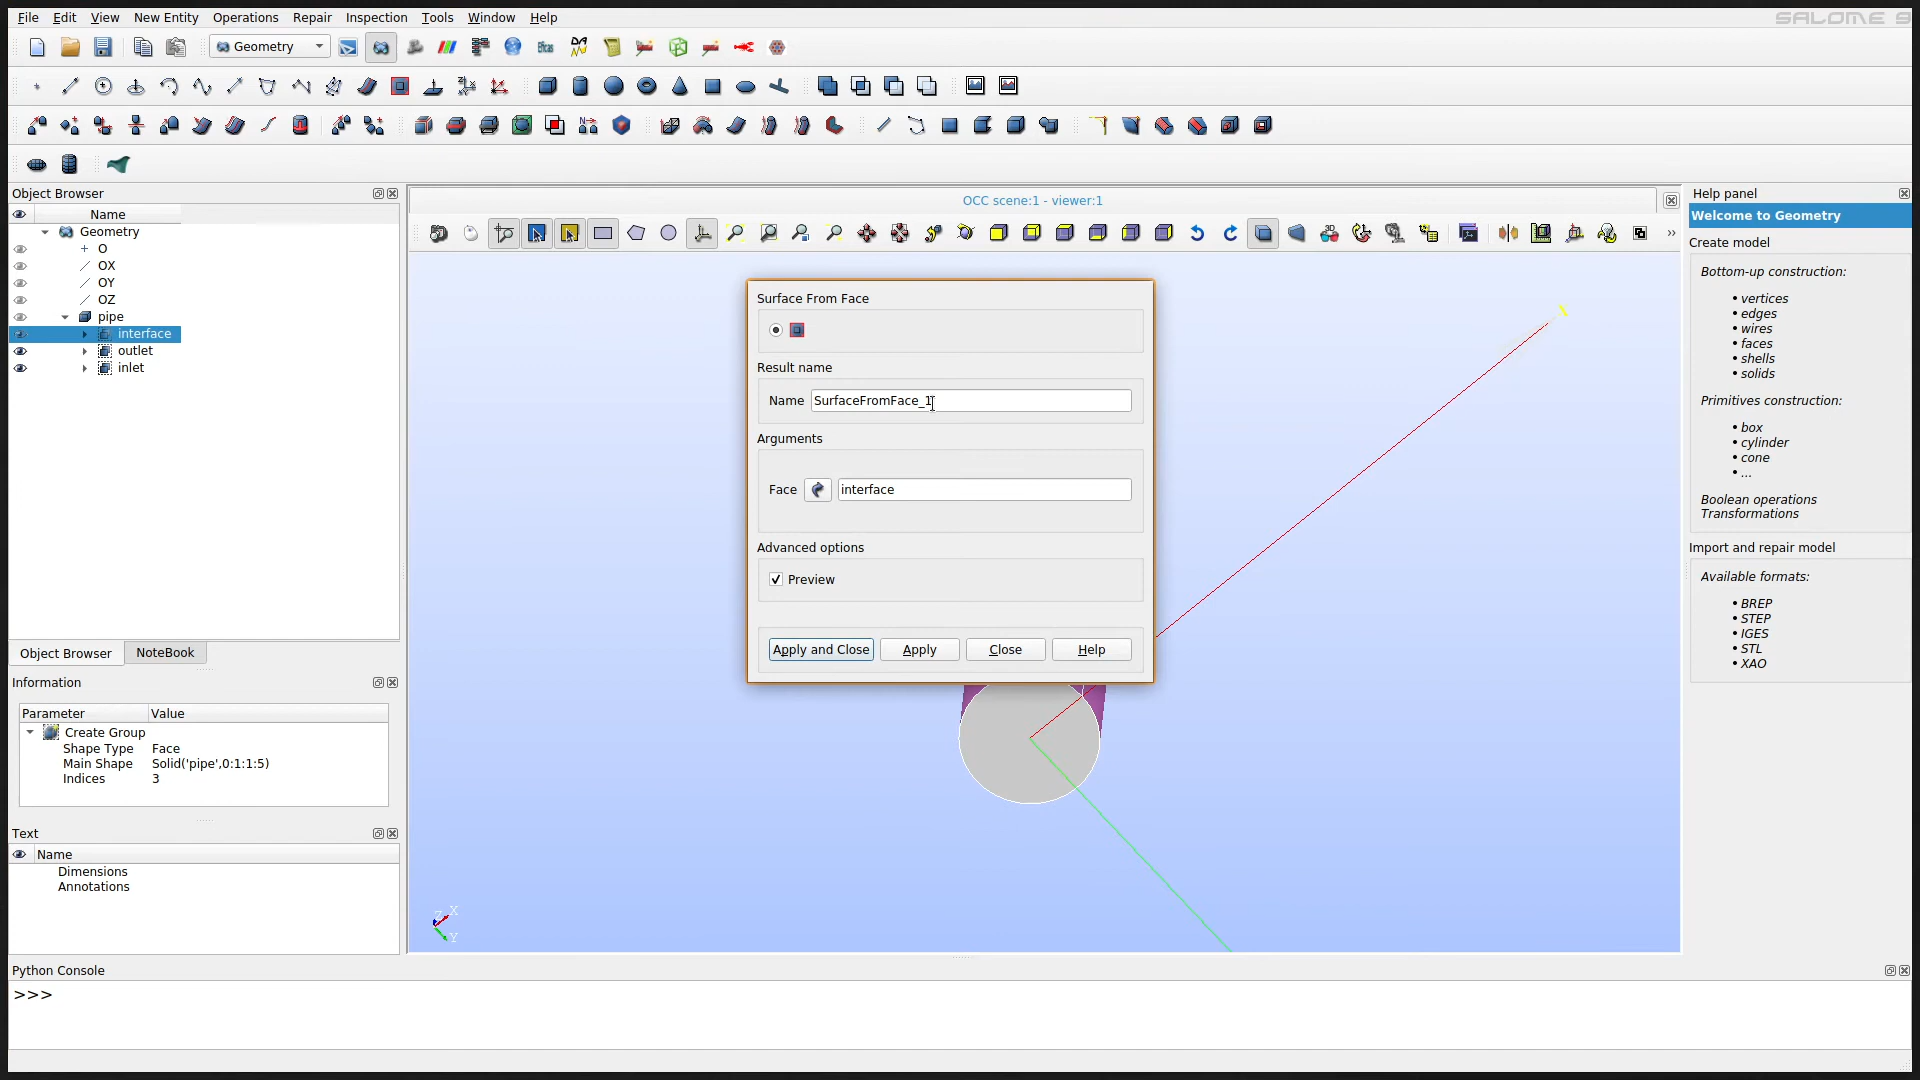 File Edit View New Entity Operations Repair Inspection Tools Window Help
SALOME 9
Geometry
Object Browser
Name
Geometry
O
OX
OY
OZ
pipe
interface
outlet
inlet
Object Browser NoteBook
Information
Parameter Value
Create Group
Shape Type Face
Main Shape Solid('pipe',0:1:1:5)
Indices 3
Text
Name
Dimensions
Annotations
OCC scene:1 - viewer:1
X
Surface From Face
Result name
Name SurfaceFromFace_1
Arguments
Face interface
Advanced options
Preview
Apply and Close Apply Close Help
Z X
Y
Help panel
Welcome to Geometry
Create model
Bottom-up construction:
• vertices
• edges
• wires
• faces
• shells
• solids
Primitives construction:
• box
• cylinder
• cone
• ...
Boolean operations
Transformations
Import and repair model
Available formats:
• BREP
• STEP
• IGES
• STL
• XAO
Python Console
>>>